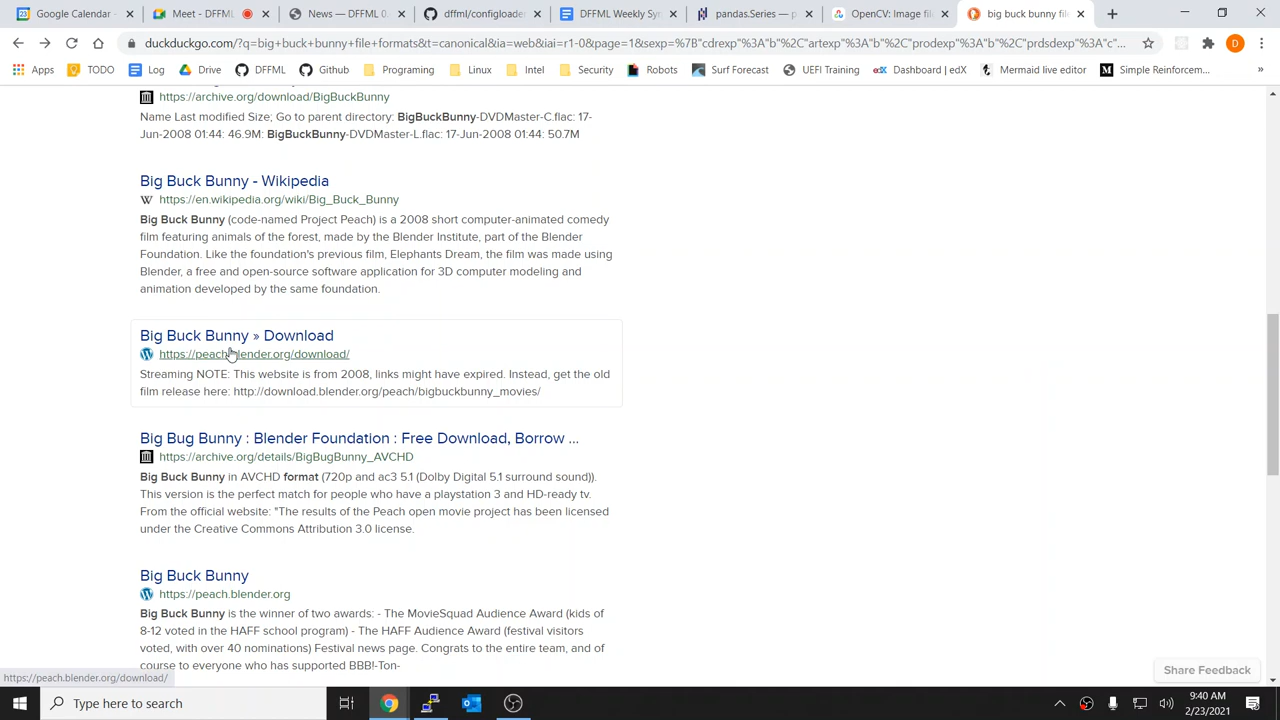 Google Calendar -
Meet - DFFML
News — DFFML 0.
dffml/configloade
DFFML Weekly Sy
pandas.Series — p
OpenCV: Image f
big buck bunny fil
duckduckgo.com/?q=big+buck+bunny+file+formats&t=canonical&ia=web&iai=r1-0&page=1&sexp=%7B"cdrexp"%3A"b"%2C"artexp"%3A"b"%2C"prodexp"%3A"b"%2C"prdsdexp"%3A"c"...
Apps TODO Log Drive DFFML Github Programing Linux Intel Security Robots Surf Forecast UEFI Training Dashboard | edX Mermaid live editor Simple Reinforcem... »
https://archive.org/download/BigBuckBunny
Name Last modified Size; Go to parent directory: BigBuckBunny-DVDMaster-C.flac: 17-
Jun-2008 01:44: 46.9M: BigBuckBunny-DVDMaster-L.flac: 17-Jun-2008 01:44: 50.7M
Big Buck Bunny - Wikipedia
W https://en.wikipedia.org/wiki/Big_Buck_Bunny
Big Buck Bunny (code-named Project Peach) is a 2008 short computer-animated comedy
film featuring animals of the forest, made by the Blender Institute, part of the Blender
Foundation. Like the foundation's previous film, Elephants Dream, the film was made using
Blender, a free and open-source software application for 3D computer modeling and
animation developed by the same foundation.
Big Buck Bunny » Download
https://peach.blender.org/download/
Streaming NOTE: This website is from 2008, links might have expired. Instead, get the old
film release here: http://download.blender.org/peach/bigbuckbunny_movies/
Big Bug Bunny : Blender Foundation : Free Download, Borrow ...
https://archive.org/details/BigBugBunny_AVCHD
Big Buck Bunny in AVCHD format (720p and ac3 5.1 (Dolby Digital 5.1 surround sound)).
This version is the perfect match for people who have a playstation 3 and HD-ready tv.
From the official website: "The results of the Peach open movie project has been licensed
under the Creative Commons Attribution 3.0 license.
Big Buck Bunny
https://peach.blender.org
Big Buck Bunny is the winner of two awards: - The MovieSquad Audience Award (kids of
8-12 voted in the HAFF school program) - The HAFF Audience Award (festival visitors
voted, with over 40 nominations) Festival news page. Congrats to the entire team, and of
course to everyone who has supported BBB!-Ton-
Share Feedback
https://peach.blender.org/download/
Type here to search
9:40 AM
2/23/2021